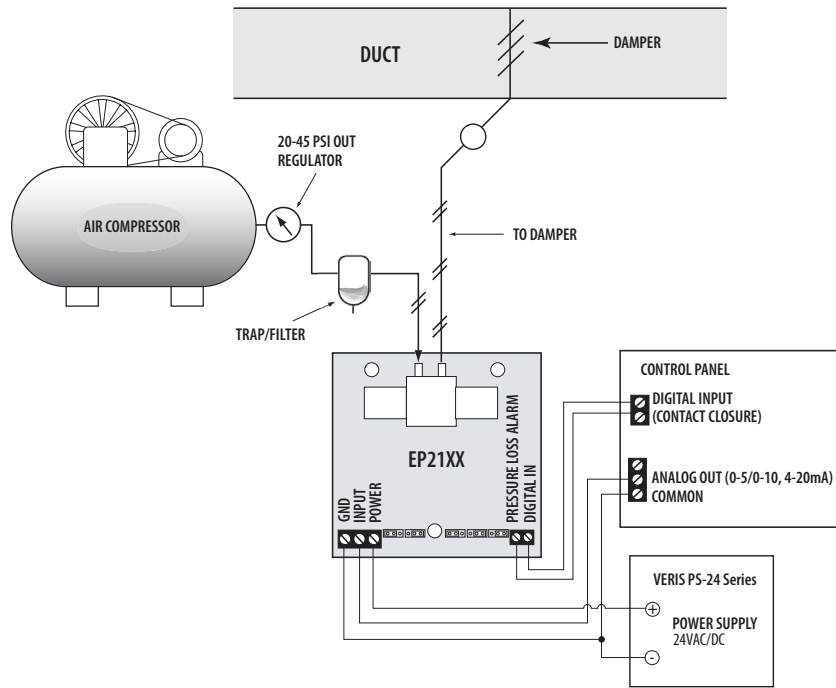 DUCT
DAMPER
20-45 PSI OUT
REGULATOR
AIR COMPRESSOR
TO DAMPER
TRAP/FILTER
CONTROL PANEL
DIGITAL INPUT
(CONTACT CLOSURE)
ANALOG OUT (0-5/0-10, 4-20mA)
COMMON
EP21XX
GND
INPUT
POWER
PRESSURE LOSS ALARM
DIGITAL IN
VERIS PS-24 Series
+
POWER SUPPLY
24VAC/DC
-